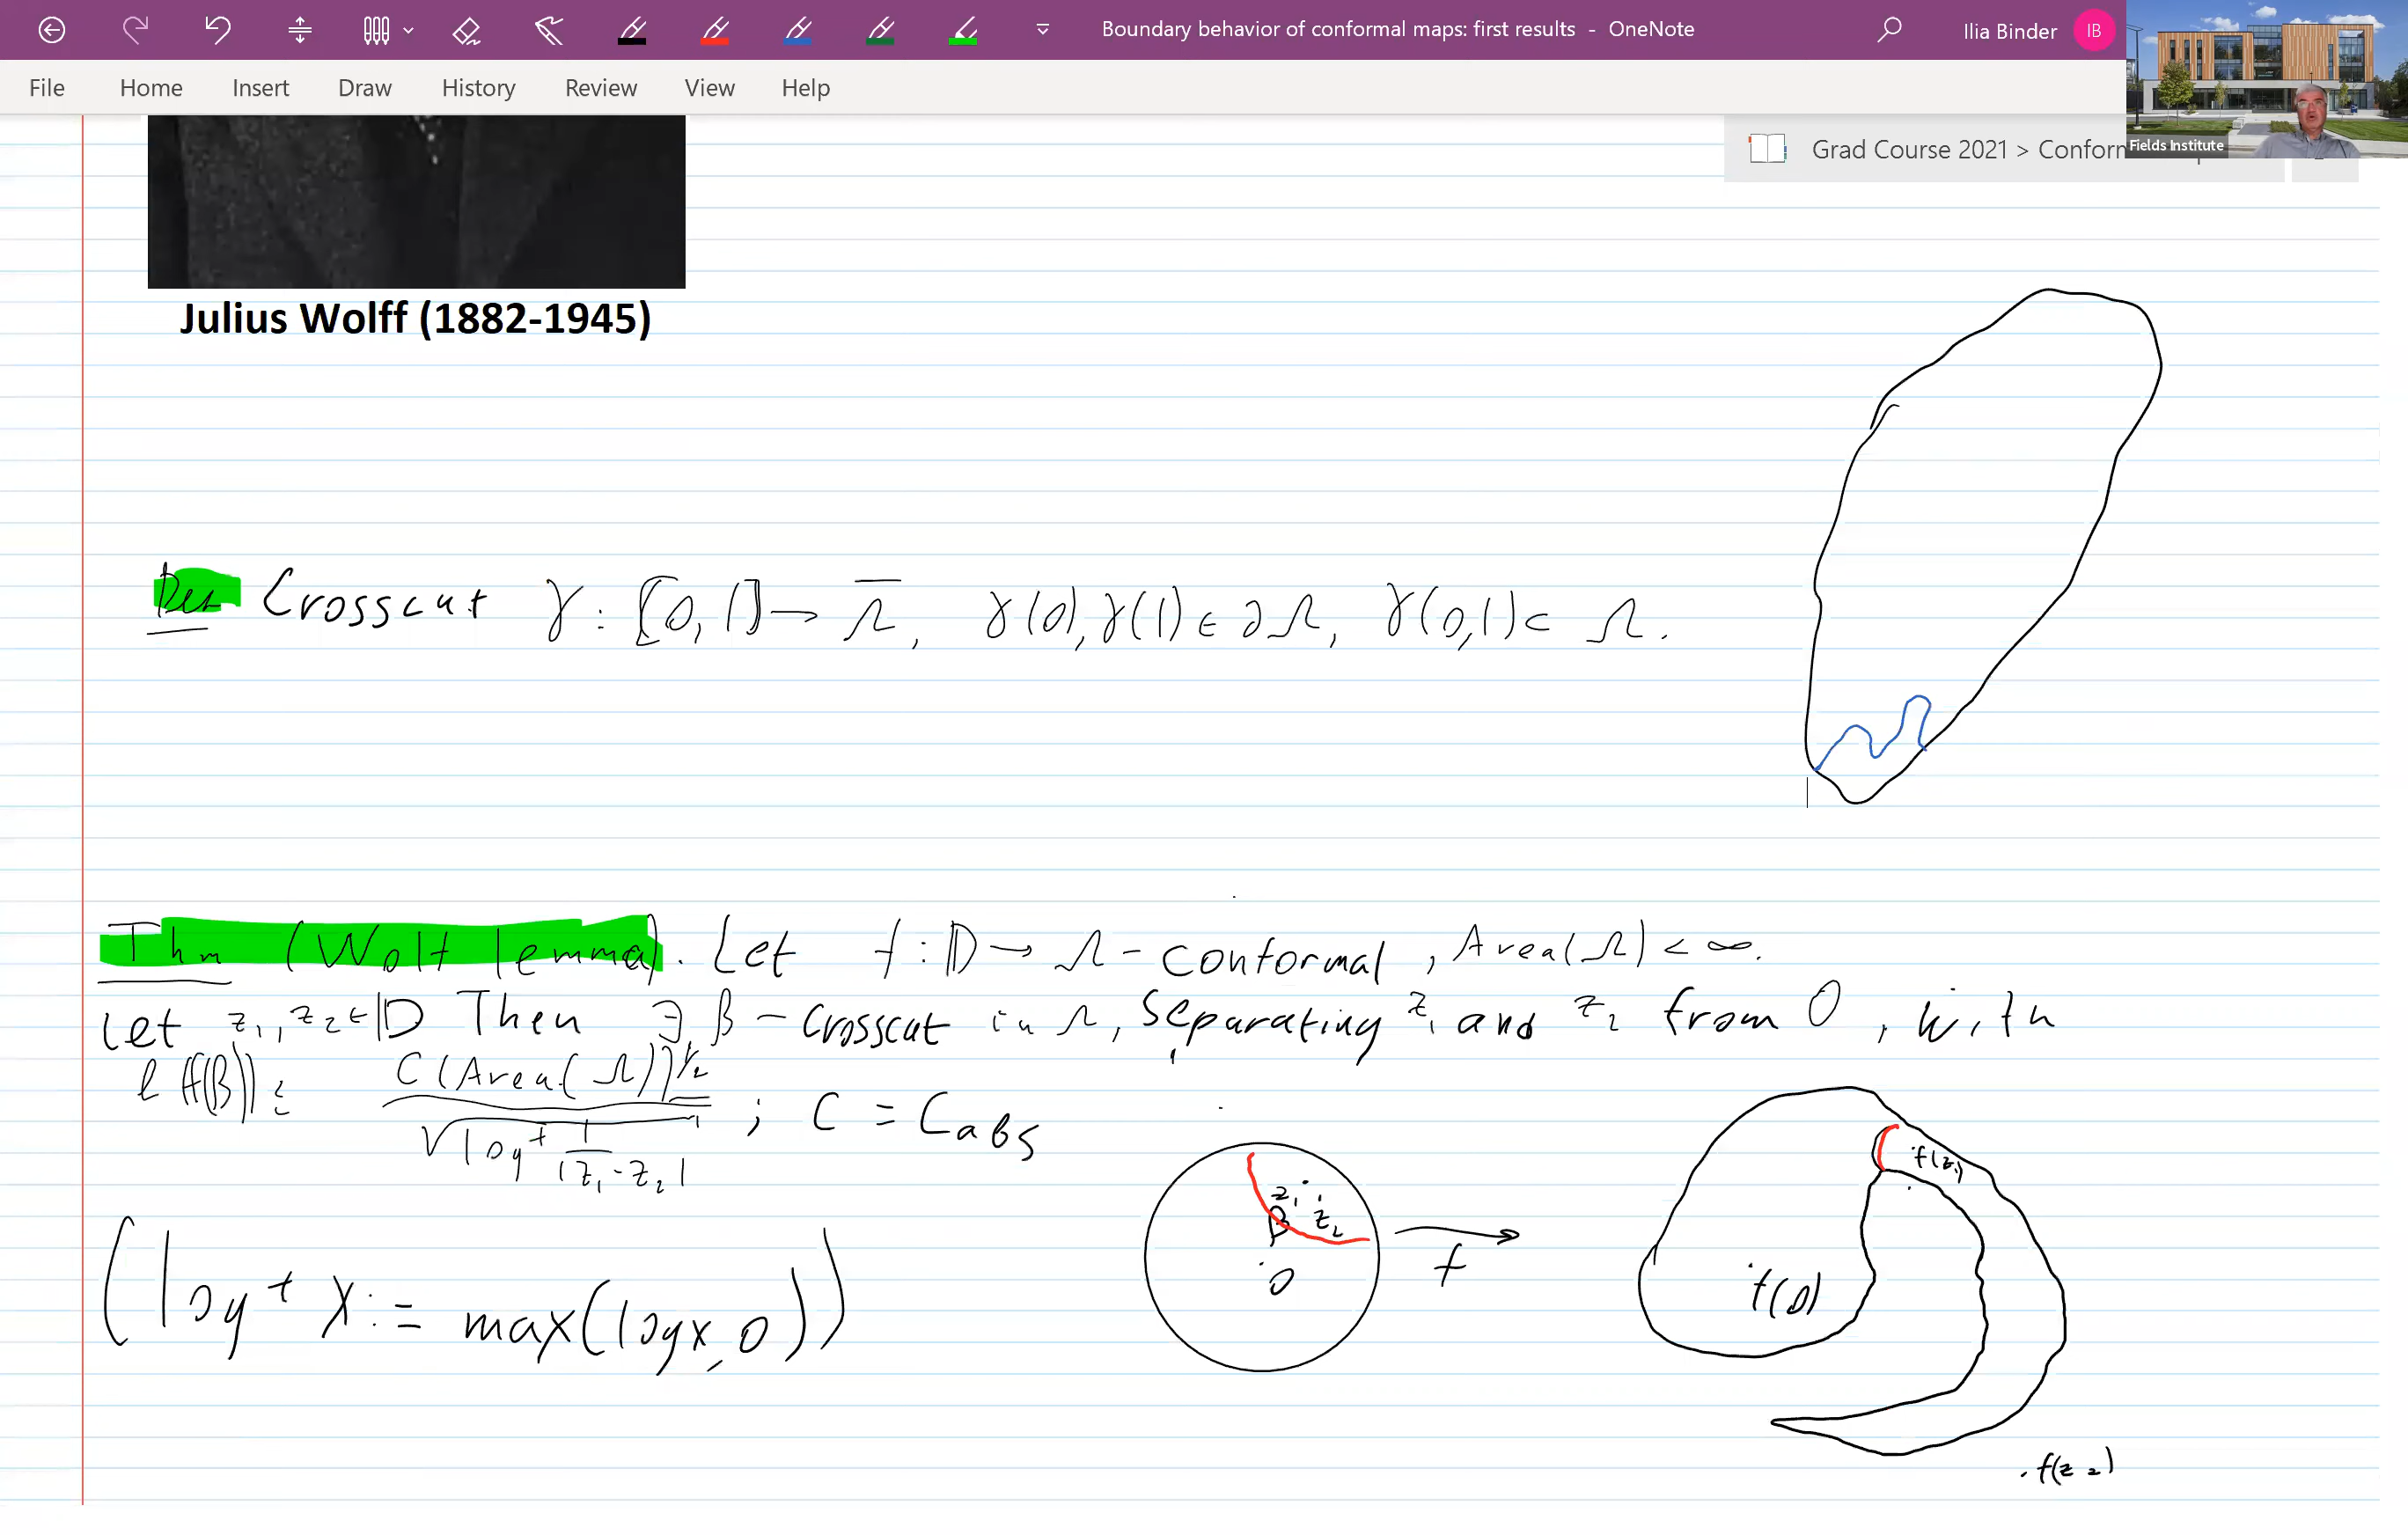 Boundary behavior of conformal maps: first results - OneNote
Ilia Binder IB
File Home Insert Draw History Review View Help
Grad Course 2021 > Conform
Fields Institute
Julius Wolff (1882-1945)
Def Crosscut γ : [0,1] → Ω̅, γ(0), γ(1) ∈ ∂Ω, γ(0,1) ⊂ Ω.
Thm (Wolff lemma). Let f : 𝔻 → Ω - conformal, Area(Ω) < ∞.
Let z₁, z₂ ∈ 𝔻 Then ∃ β - crosscut in Ω, separating z₁ and z₂ from 0, with
ℓ(f(β)) ≤ C (Area(Ω))^{1/2} / √(log⁺ 1/|z₁ - z₂|) ; C = C_abs
(log⁺ x := max(log x, 0))
z₁
z₂
β
0
f
f(z₁)
f(0)
f(z₂)